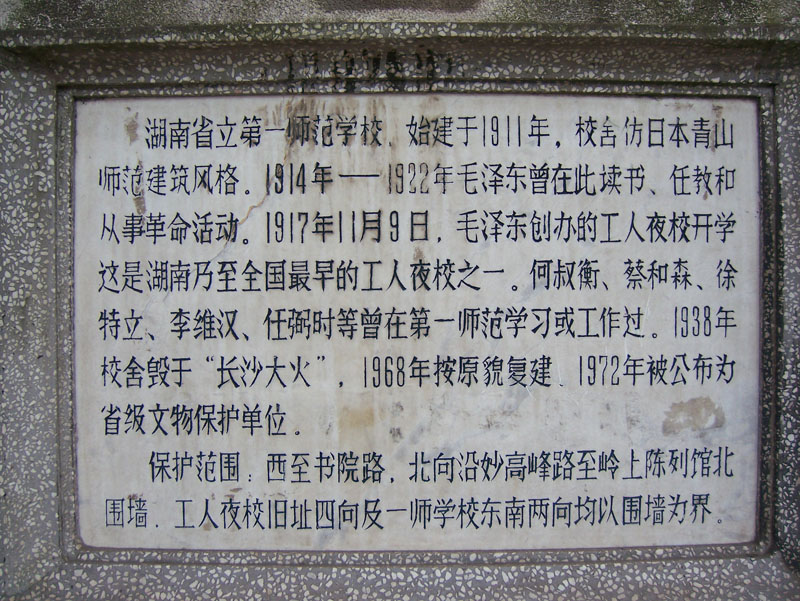 湖南省立第一师范学校，始建于1911年，校舍仿日本青山
师范建筑风格。1914年——1922年毛泽东曾在此读书、任教和
从事革命活动。1917年11月9日，毛泽东创办的工人夜校开学
这是湖南乃至全国最早的工人夜校之一。何叔衡、蔡和森、徐
特立、李维汉、任弼时等曾在第一师范学习或工作过。1938年
校舍毁于“长沙大火”，1968年按原貌复建、1972年被公布为
省级文物保护单位。
保护范围：西至书院路，北向沿妙高峰路至岭上陈列馆北
围墙．工人夜校旧址四向及一师学校东南两向均以围墙为界。